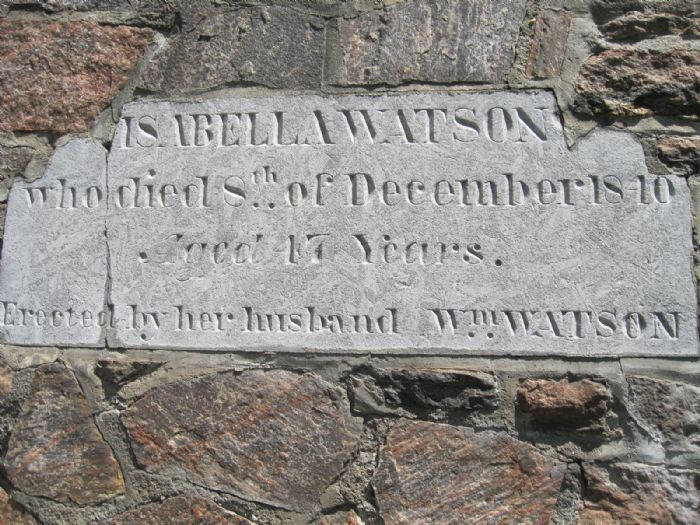 ISABELLA WATSON
who died 8th of December 1840
Aged 47 Years.
Erected by her husband Wm. WATSON